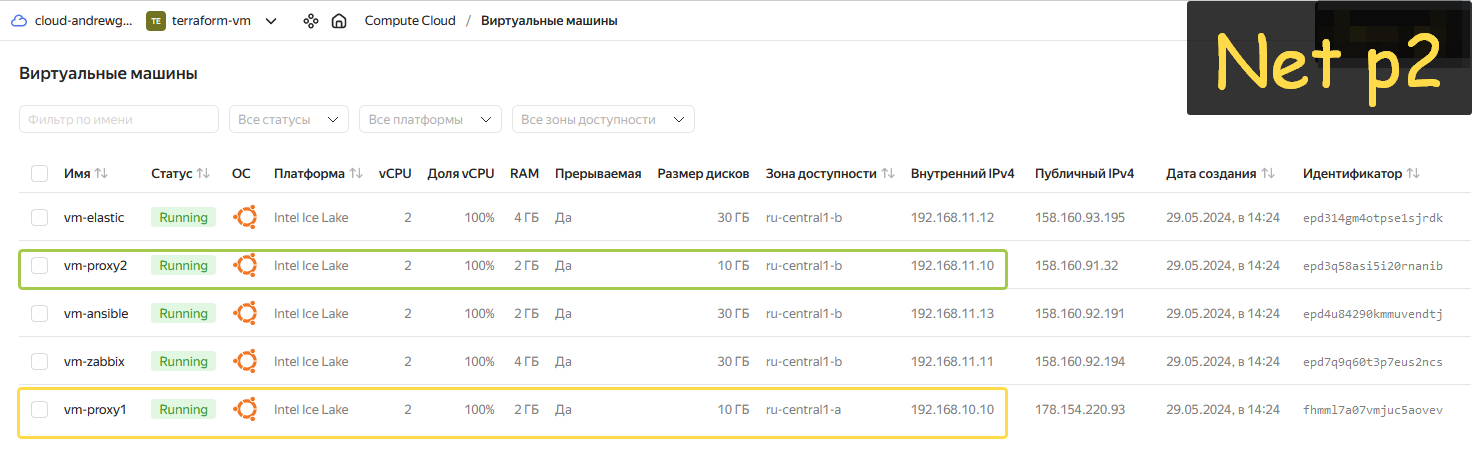 cloud-andrewg... TE terraform-vm Compute Cloud / Виртуальные машины
Net p2
Виртуальные машины
Фильтр по имени Все статусы Все платформы Все зоны доступности
Имя Статус ОС Платформа vCPU Доля vCPU RAM Прерываемая Размер дисков Зона доступности Внутренний IPv4 Публичный IPv4 Дата создания Идентификатор
vm-elastic Running Intel Ice Lake 2 100% 4 ГБ Да 30 ГБ ru-central1-b 192.168.11.12 158.160.93.195 29.05.2024, в 14:24 epd314gm4otpse1sjrdk
vm-proxy2 Running Intel Ice Lake 2 100% 2 ГБ Да 10 ГБ ru-central1-b 192.168.11.10 158.160.91.32 29.05.2024, в 14:24 epd3q58asi5i20rnanib
vm-ansible Running Intel Ice Lake 2 100% 2 ГБ Да 10 ГБ ru-central1-b 192.168.11.13 158.160.92.191 29.05.2024, в 14:24 epd4u84290kmmuvendtj
vm-zabbix Running Intel Ice Lake 2 100% 4 ГБ Да 30 ГБ ru-central1-b 192.168.11.11 158.160.92.194 29.05.2024, в 14:24 epd7q9q60t3p7eus2ncs
vm-proxy1 Running Intel Ice Lake 2 100% 2 ГБ Да 10 ГБ ru-central1-a 192.168.10.10 178.154.220.93 29.05.2024, в 14:24 fhmml7a07vmjuc5aovev